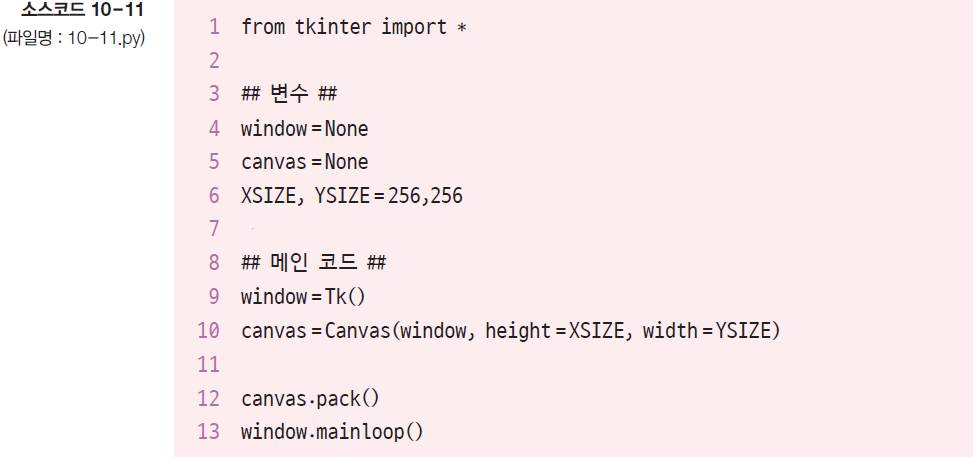 소스코드 10-11
(파일명 : 10-11.py)
1 from tkinter import *
2
3 ## 변수 ##
4 window=None
5 canvas=None
6 XSIZE, YSIZE=256,256
7
8 ## 메인 코드 ##
9 window=Tk()
10 canvas=Canvas(window, height=XSIZE, width=YSIZE)
11
12 canvas.pack()
13 window.mainloop()